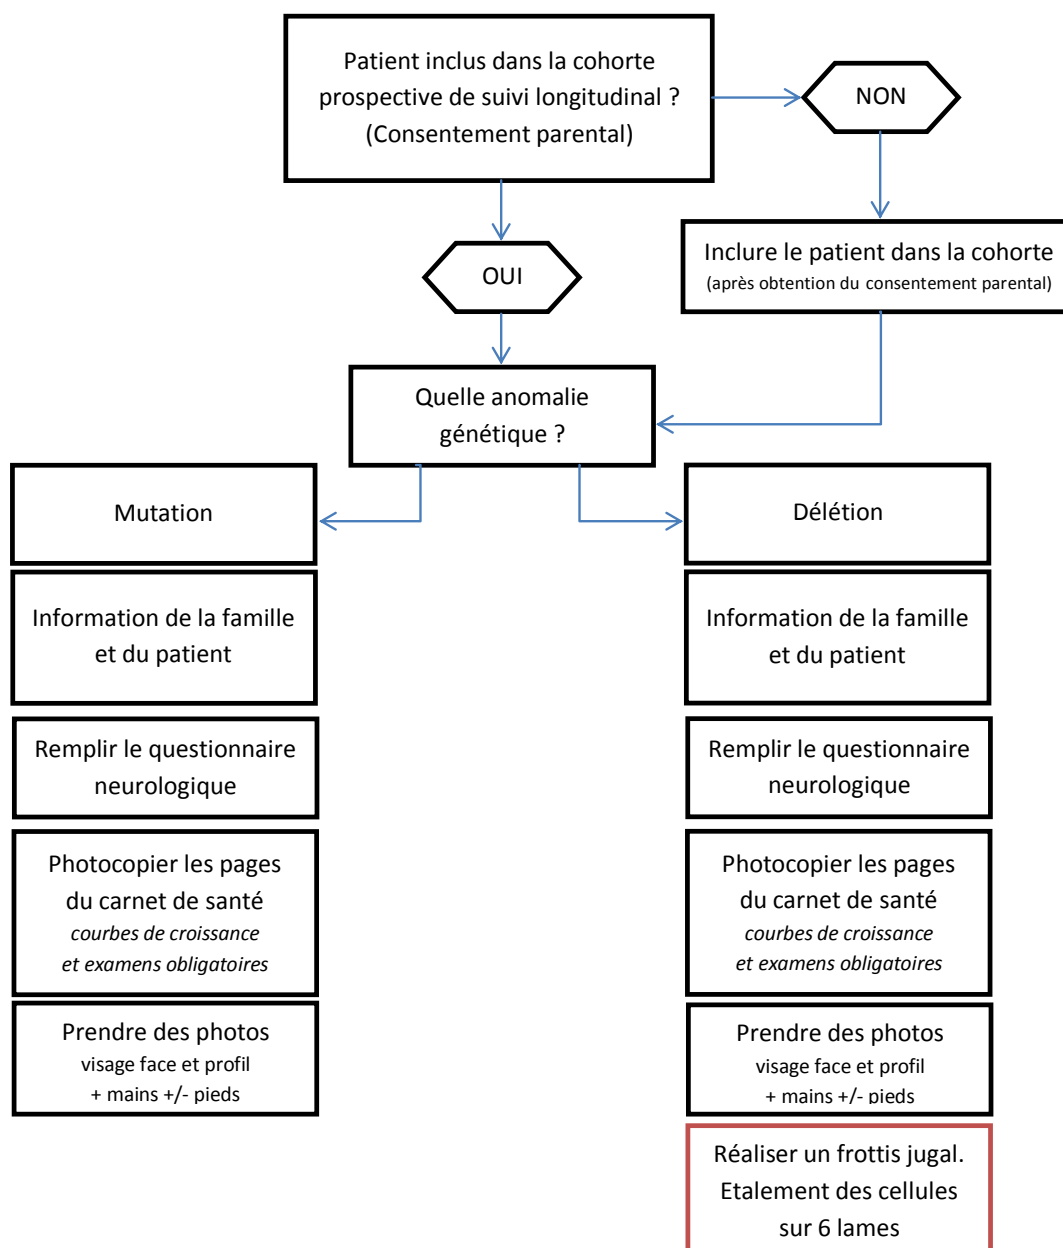 Patient inclus dans la cohorte
prospective de suivi longitudinal ?
(Consentement parental)
NON
OUI
Inclure le patient dans la cohorte
(après obtention du consentement parental)
Quelle anomalie
génétique ?
Mutation
Information de la famille
et du patient
Remplir le questionnaire
neurologique
Photocopier les pages
du carnet de santé
courbes de croissance
et examens obligatoires
Prendre des photos
visage face et profil
+ mains +/- pieds
Délétion
Information de la famille
et du patient
Remplir le questionnaire
neurologique
Photocopier les pages
du carnet de santé
courbes de croissance
et examens obligatoires
Prendre des photos
visage face et profil
+ mains +/- pieds
Réaliser un frottis jugal.
Etalement des cellules
sur 6 lames